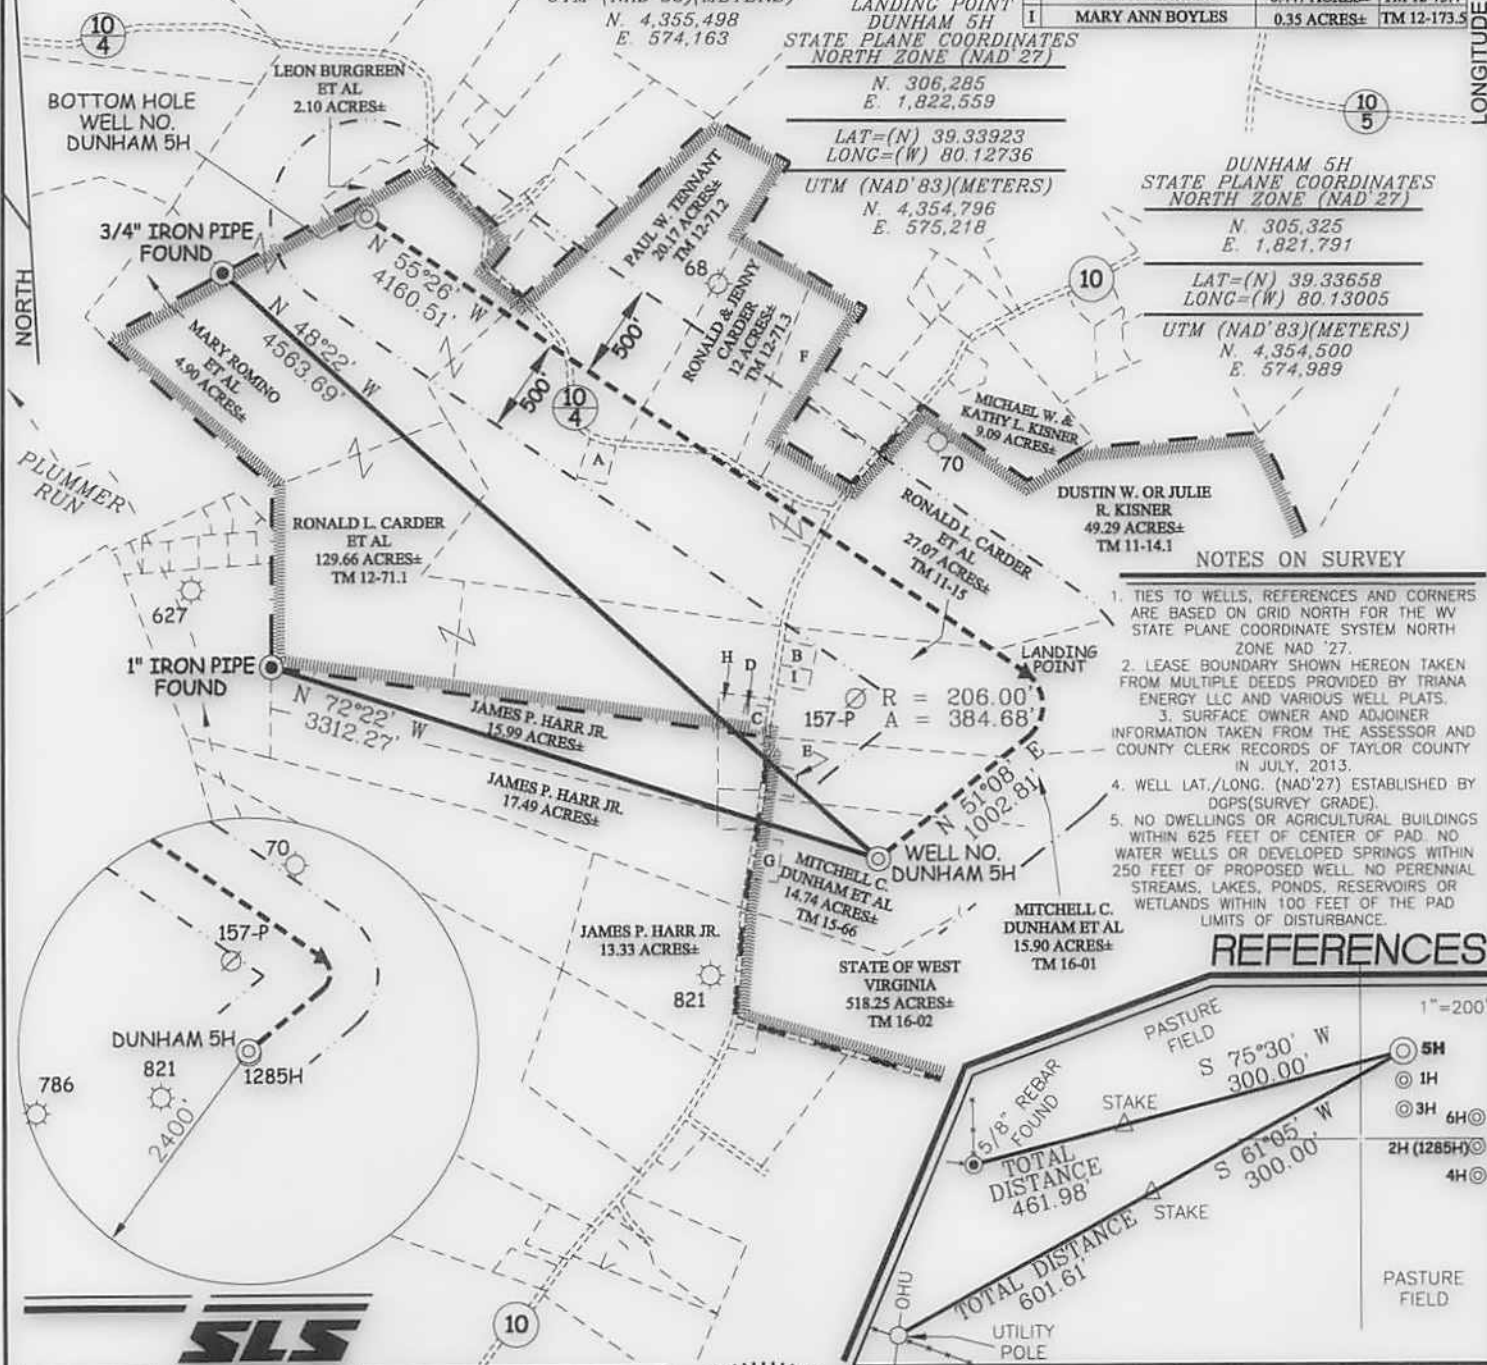 UTM (NAD'83)(METERS)
N. 4,355,498
E. 574,163
LANDING POINT
DUNHAM 5H
STATE PLANE COORDINATES
NORTH ZONE (NAD'27)
N. 306,285
E. 1,822,559
LAT=(N) 39.33923
LONG=(W) 80.12736
UTM (NAD'83)(METERS)
N. 4,354,796
E. 575,218
I MARY ANN BOYLES 0.35 ACRES± TM 12-173.5
LONGITUDE
10
4
LEON BURGREEN
ET AL
2.10 ACRES±
BOTTOM HOLE
WELL NO.
DUNHAM 5H
10
5
DUNHAM 5H
STATE PLANE COORDINATES
NORTH ZONE (NAD'27)
N. 305,325
E. 1,821,791
LAT=(N) 39.33658
LONG=(W) 80.13005
UTM (NAD'83)(METERS)
N. 4,354,500
E. 574,989
3/4" IRON PIPE
FOUND
NORTH
PAUL W. TENNANT
20.17 ACRES±
TM 12-71.2
68
RONALD & JENNY
CARDER
12 ACRES±
TM 12-71.3
F
10
N 55°26' W
4160.51'
500'
500'
10
4
N 48°22' W
4563.69'
MARY ROMINO
ET AL
4.90 ACRES±
PLUMMER
RUN
A
MICHAEL W. &
KATHY L. KISNER
9.09 ACRES±
70
DUSTIN W. OR JULIE
R. KISNER
49.29 ACRES±
TM 11-14.1
RONALD L. CARDER
ET AL
129.66 ACRES±
TM 12-71.1
RONALD L. CARDER
ET AL
27.07 ACRES±
TM 11-15
627
1" IRON PIPE
FOUND
N 72°22' W
3312.27'
JAMES P. HARR JR.
15.99 ACRES±
JAMES P. HARR JR.
17.49 ACRES±
H
D
B
I
C
E
157-P
R = 206.00'
A = 384.68'
LANDING
POINT
N 51°08' E
1002.81'
WELL NO.
DUNHAM 5H
G
MITCHELL C.
DUNHAM ET AL
14.74 ACRES±
TM 15-66
MITCHELL C.
DUNHAM ET AL
15.90 ACRES±
TM 16-01
JAMES P. HARR JR.
13.33 ACRES±
821
STATE OF WEST
VIRGINIA
518.25 ACRES±
TM 16-02
NOTES ON SURVEY
1. TIES TO WELLS, REFERENCES AND CORNERS
ARE BASED ON GRID NORTH FOR THE WV
STATE PLANE COORDINATE SYSTEM NORTH
ZONE NAD '27.
2. LEASE BOUNDARY SHOWN HEREON TAKEN
FROM MULTIPLE DEEDS PROVIDED BY TRIANA
ENERGY LLC AND VARIOUS WELL PLATS.
3. SURFACE OWNER AND ADJOINER
INFORMATION TAKEN FROM THE ASSESSOR AND
COUNTY CLERK RECORDS OF TAYLOR COUNTY
IN JULY, 2013.
4. WELL LAT./LONG. (NAD'27) ESTABLISHED BY
DGPS(SURVEY GRADE).
5. NO DWELLINGS OR AGRICULTURAL BUILDINGS
WITHIN 625 FEET OF CENTER OF PAD. NO
WATER WELLS OR DEVELOPED SPRINGS WITHIN
250 FEET OF PROPOSED WELL. NO PERENNIAL
STREAMS, LAKES, PONDS, RESERVOIRS OR
WETLANDS WITHIN 100 FEET OF THE PAD
LIMITS OF DISTURBANCE.
70
157-P
DUNHAM 5H
821
1285H
786
2400'
REFERENCES
1"=200'
PASTURE
FIELD
S 75°30' W
300.00'
5H
1H
3H
6H
2H (1285H)
4H
5/8" REBAR
FOUND
STAKE
TOTAL
DISTANCE
461.98'
S 61°05' W
300.00'
STAKE
TOTAL DISTANCE
601.61'
OHU
UTILITY
POLE
PASTURE
FIELD
10
SLS